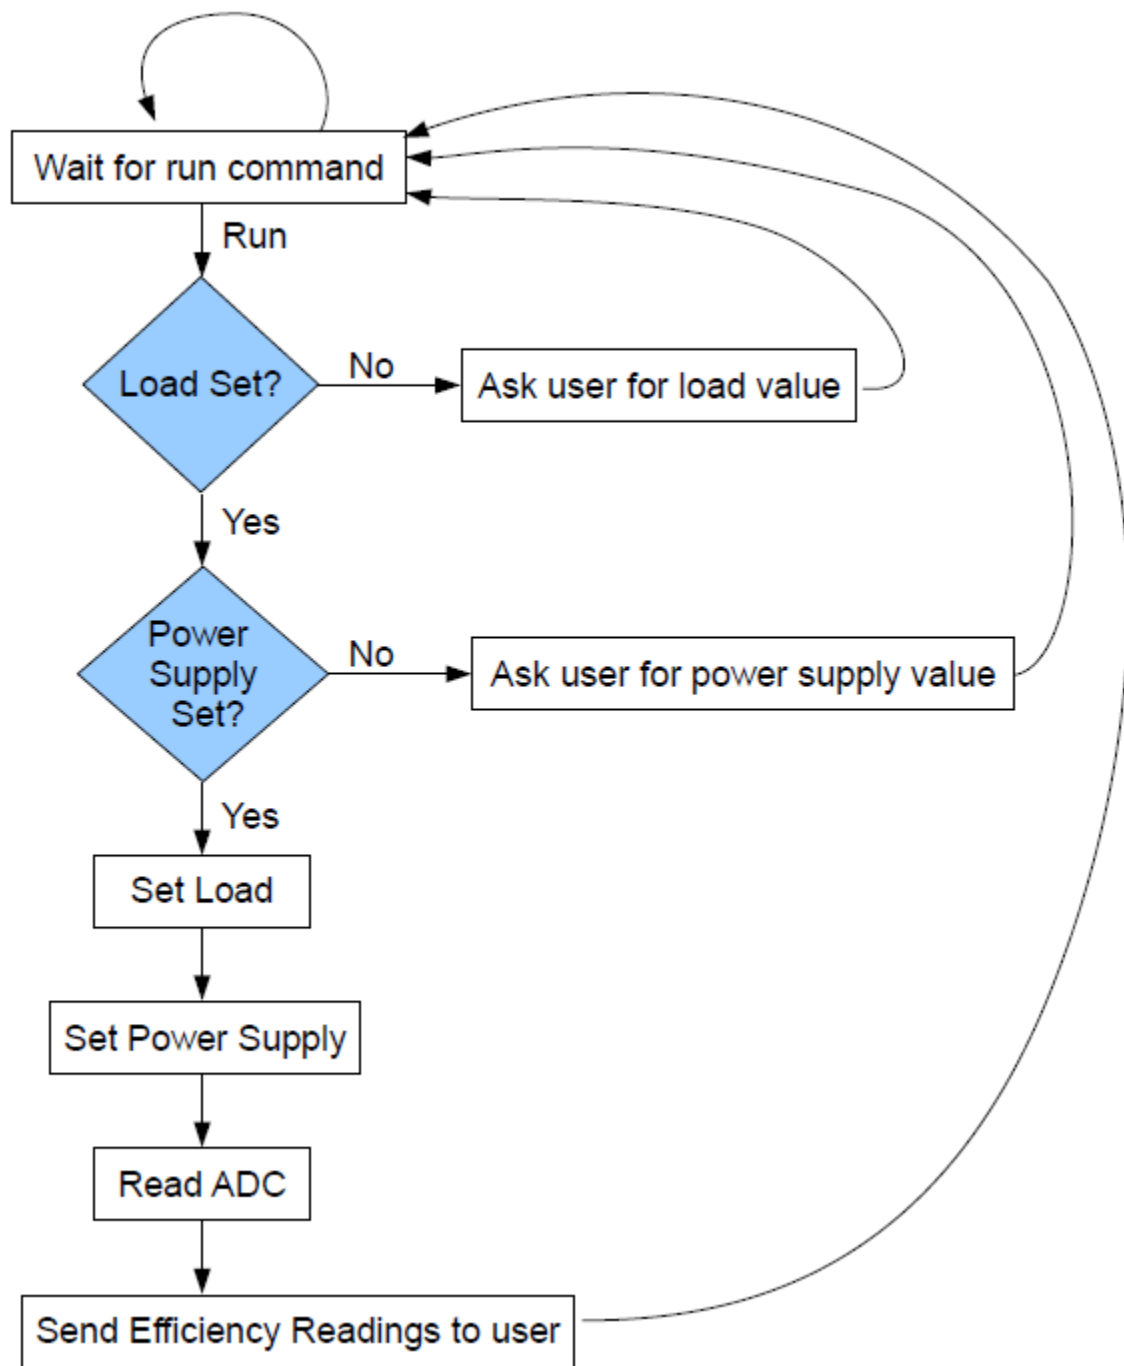 Wait for run command
Run
Load Set?
No
Ask user for load value
Yes
Power
Supply
Set?
No
Ask user for power supply value
Yes
Set Load
Set Power Supply
Read ADC
Send Efficiency Readings to user